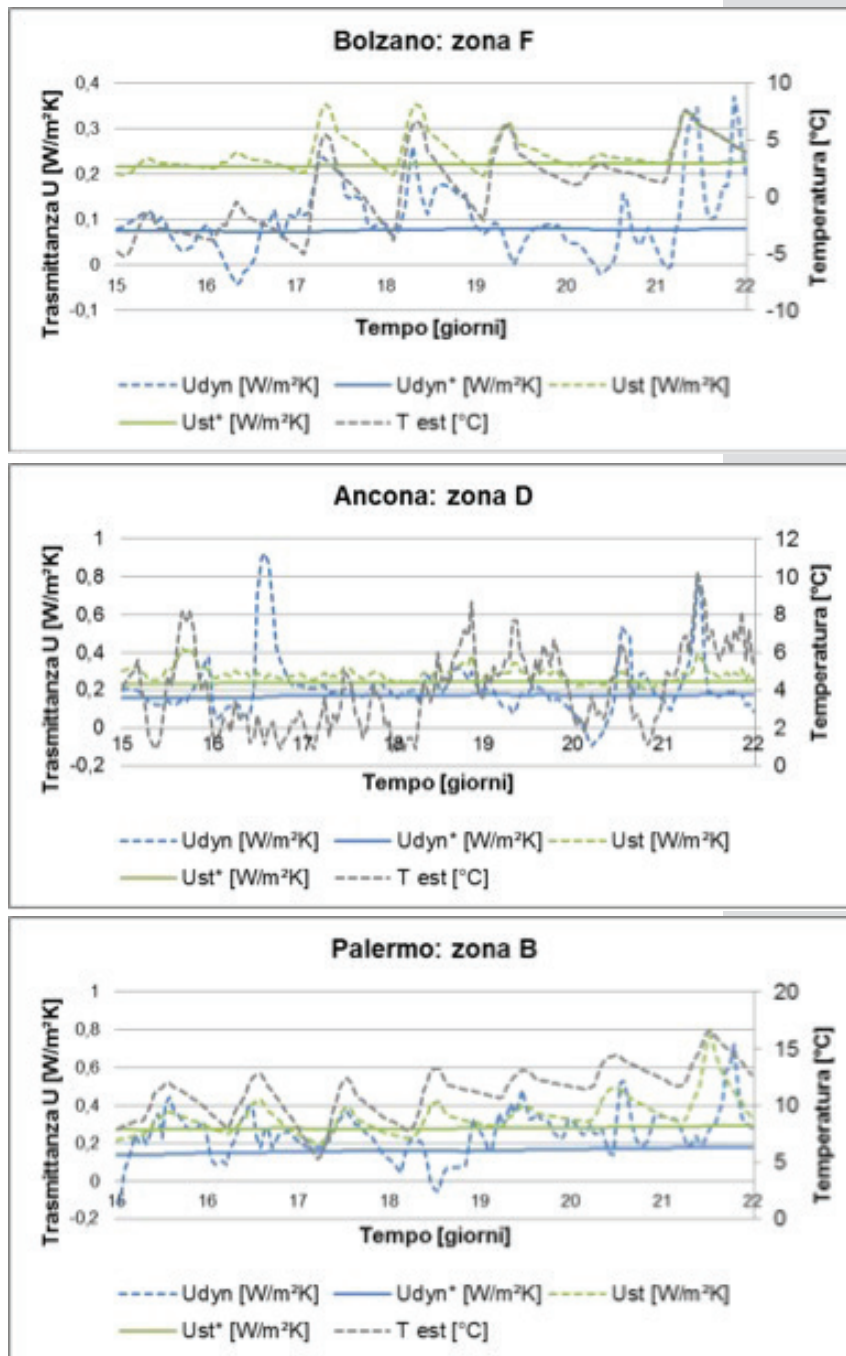 Bolzano: zona F
Trasmittanza U [W/m²K]
0,4
0,3
0,2
0,1
0
-0,1
10
5
0
-5
-10
Temperatura [°C]
15 16 17 18 19 20 21 22
Tempo [giorni]
Udyn [W/m²K] Udyn* [W/m²K] Ust [W/m²K]
Ust* [W/m²K] T est [°C]
Ancona: zona D
Trasmittanza U [W/m²K]
1
0,8
0,6
0,4
0,2
0
-0,2
12
10
8
6
4
2
0
Temperatura [°C]
15 16 17 18 19 20 21 22
Tempo [giorni]
Udyn [W/m²K] Udyn* [W/m²K] Ust [W/m²K]
Ust* [W/m²K] T est [°C]
Palermo: zona B
Trasmittanza U [W/m²K]
1
0,8
0,6
0,4
0,2
0
-0,2
20
15
10
5
0
Temperatura [°C]
15 16 17 18 19 20 21 22
Tempo [giorni]
Udyn [W/m²K] Udyn* [W/m²K] Ust [W/m²K]
Ust* [W/m²K] T est [°C]